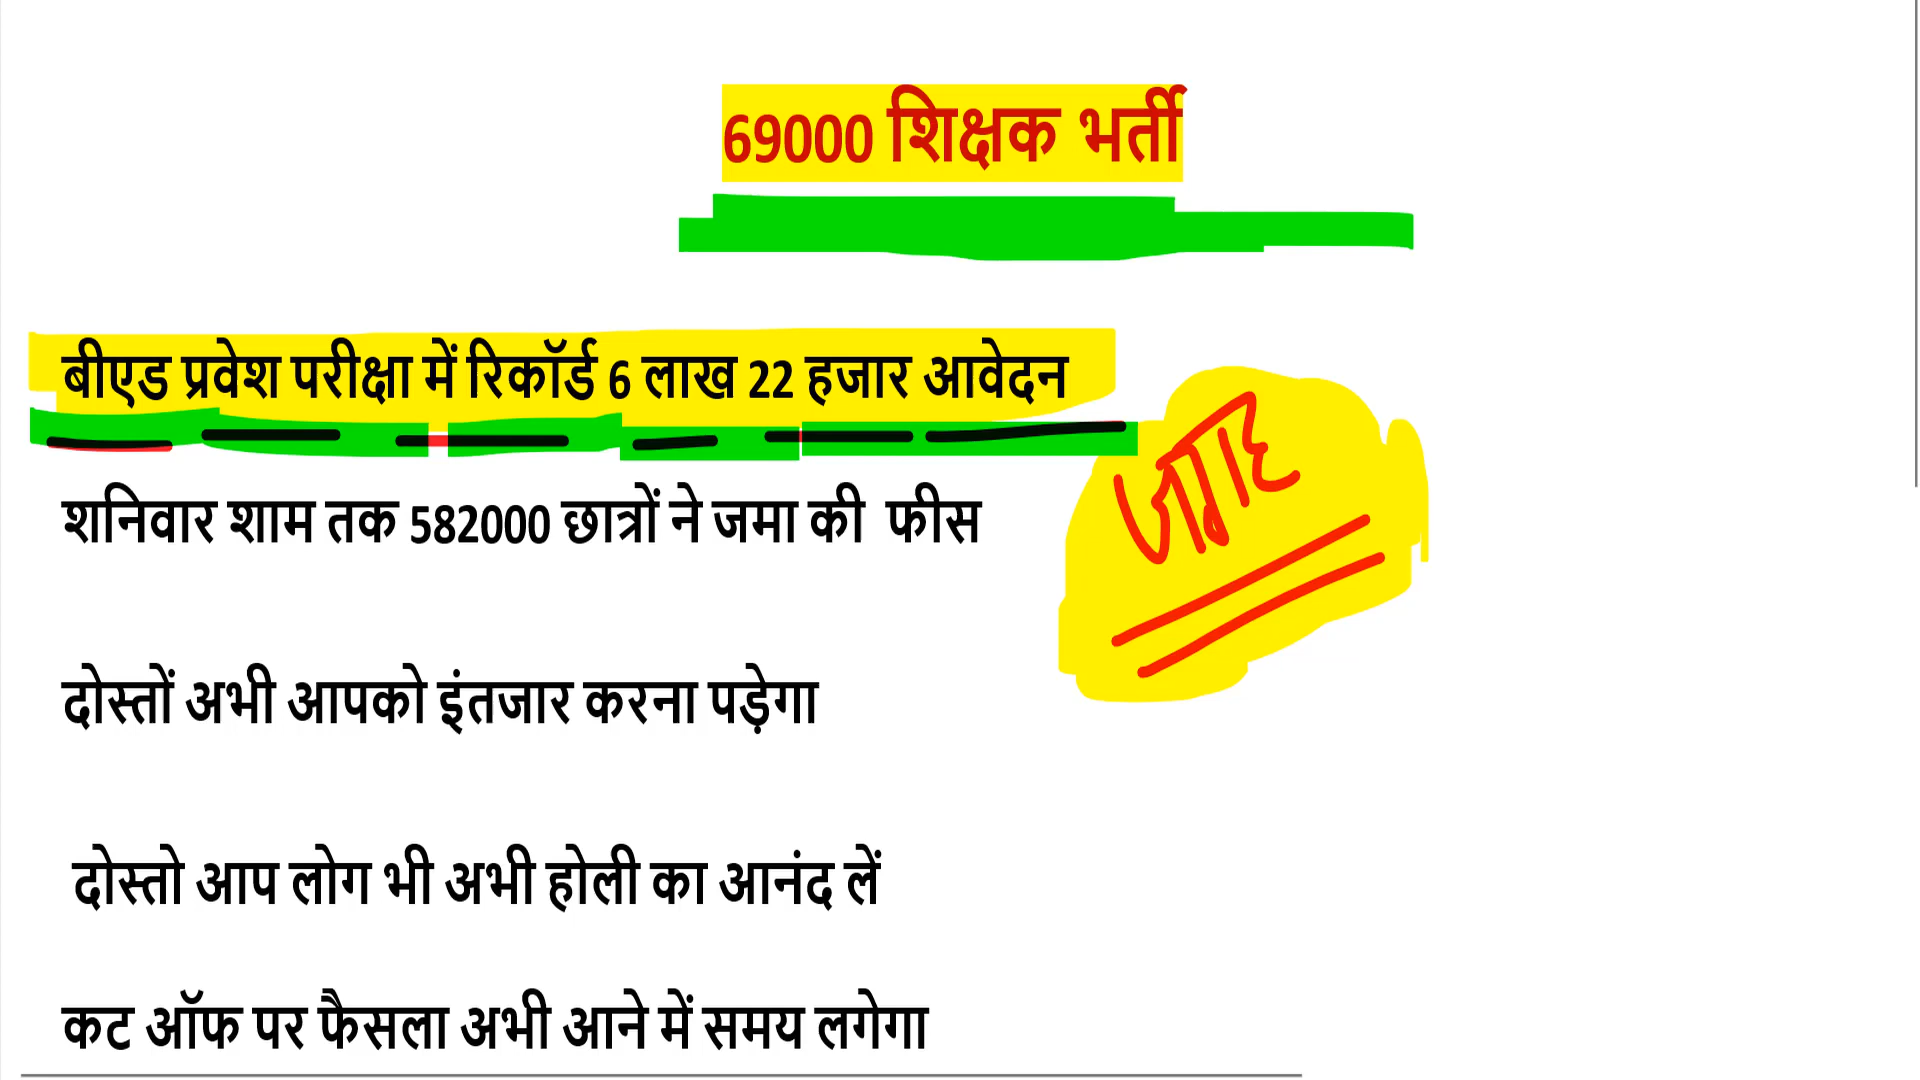 69000 शिक्षक भर्ती
बीएड प्रवेश परीक्षा में रिकॉर्ड 6 लाख 22 हजार आवेदन
शनिवार शाम तक 582000 छात्रों ने जमा की फीस
दोस्तों अभी आपको इंतजार करना पड़ेगा
दोस्तो आप लोग भी अभी होली का आनंद लें
कट ऑफ पर फैसला अभी आने में समय लगेगा